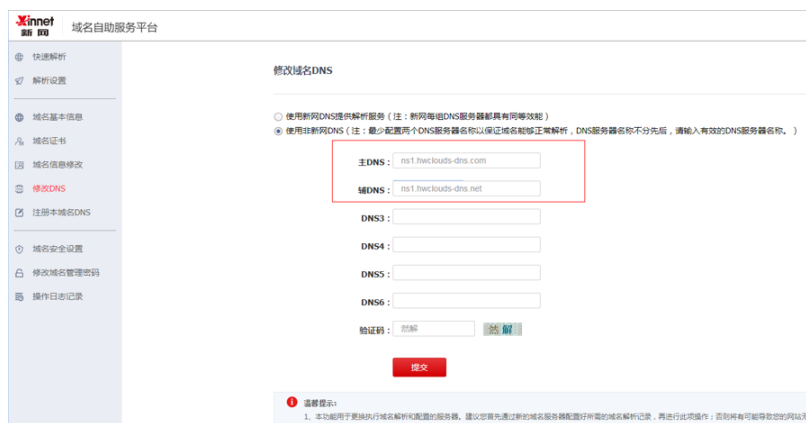 Xinnet
新网
域名自助服务平台
快速解析
解析设置
域名基本信息
域名证书
域名信息修改
修改DNS
注册本域名DNS
域名安全设置
修改域名管理密码
操作日志记录
修改域名DNS
使用新网DNS提供解析服务（注：新网每组DNS服务器都具有同等效能）
使用非新网DNS（注：最少配置两个DNS服务器名称以保证域名能够正常解析，DNS服务器名称不分先后，请输入有效的DNS服务器名称。）
主DNS： ns1.hwclouds-dns.com
辅DNS： ns1.hwclouds-dns.net
DNS3：
DNS4：
DNS5：
DNS6：
验证码： 然解 然解
提交
温馨提示:
1、本功能用于更换执行域名解析和配置的服务器。建议您首先通过新的域名服务器配置好所需的域名解析记录，再进行此项操作；否则将有可能导致您的网站无